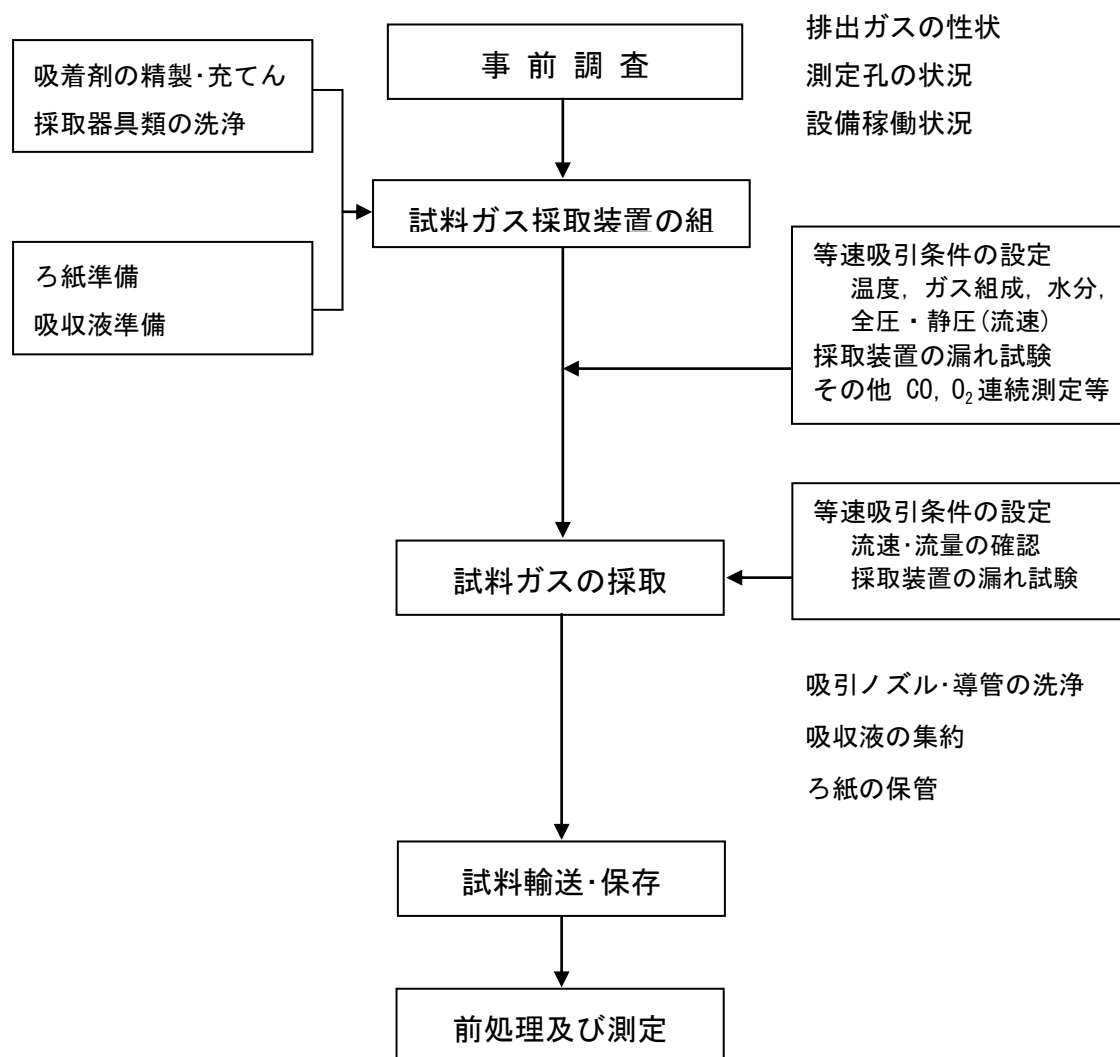 事前調査
排出ガスの性状
測定孔の状況
設備稼働状況
吸着剤の精製・充てん
採取器具類の洗浄
試料ガス採取装置の組
ろ紙準備
吸収液準備
等速吸引条件の設定
温度, ガス組成, 水分,
全圧・静圧(流速)
採取装置の漏れ試験
その他 CO, O₂連続測定等
等速吸引条件の設定
流速・流量の確認
採取装置の漏れ試験
試料ガスの採取
吸引ノズル・導管の洗浄
吸収液の集約
ろ紙の保管
試料輸送・保存
前処理及び測定